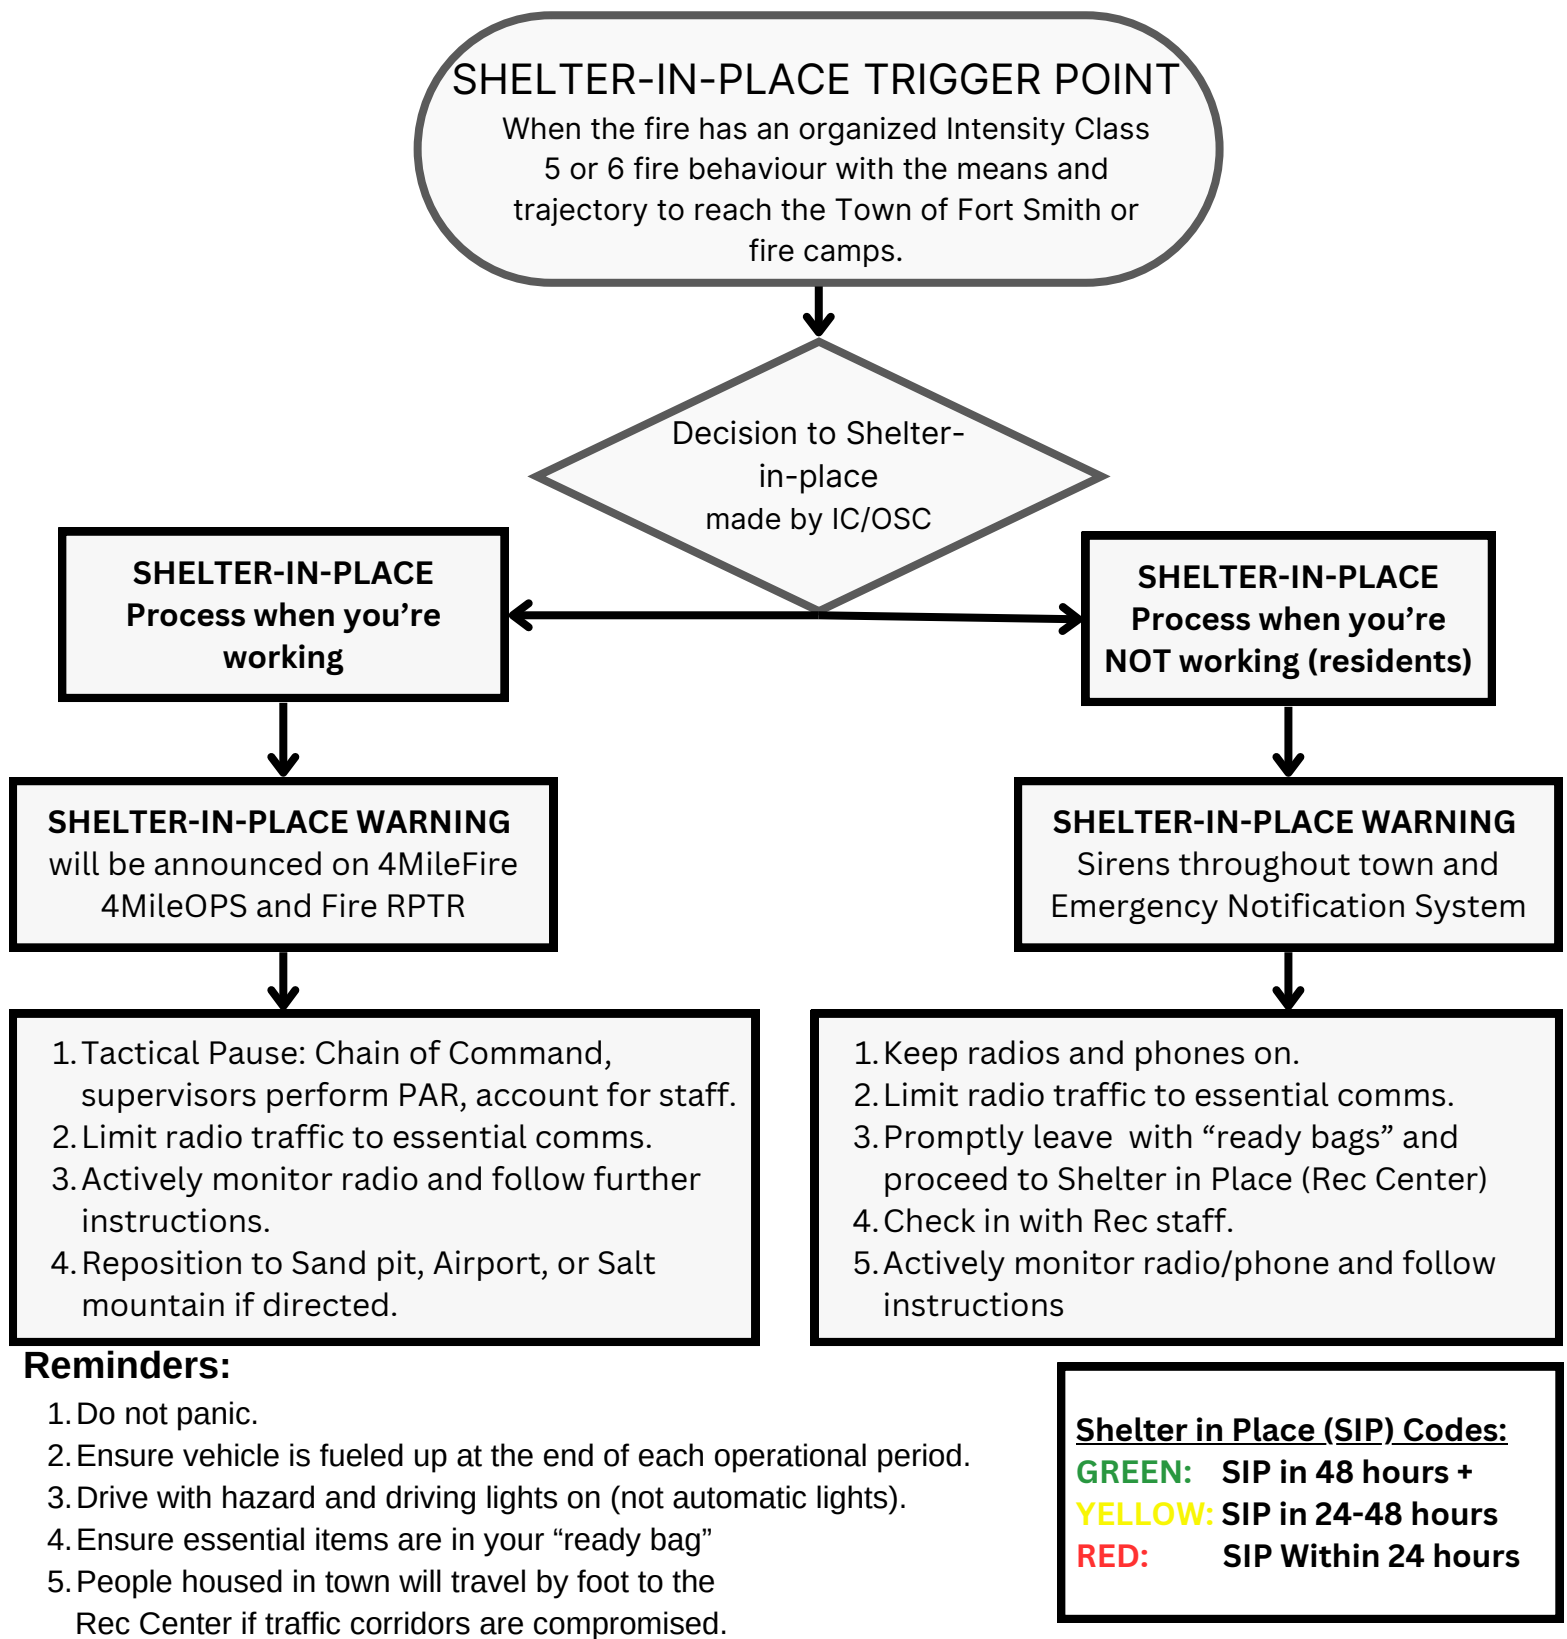 SHELTER-IN-PLACE TRIGGER POINT
When the fire has an organized Intensity Class
5 or 6 fire behaviour with the means and
trajectory to reach the Town of Fort Smith or
fire camps.
Decision to Shelter-
in-place
made by IC/OSC
SHELTER-IN-PLACE
Process when you’re
working
SHELTER-IN-PLACE
Process when you’re
NOT working (residents)
SHELTER-IN-PLACE WARNING
will be announced on 4MileFire
4MileOPS and Fire RPTR
SHELTER-IN-PLACE WARNING
Sirens throughout town and
Emergency Notification System
1. Tactical Pause: Chain of Command,
supervisors perform PAR, account for staff.
2. Limit radio traffic to essential comms.
3. Actively monitor radio and follow further
instructions.
4. Reposition to Sand pit, Airport, or Salt
mountain if directed.
1. Keep radios and phones on.
2. Limit radio traffic to essential comms.
3. Promptly leave with “ready bags” and
proceed to Shelter in Place (Rec Center)
4. Check in with Rec staff.
5. Actively monitor radio/phone and follow
instructions
Reminders:
1. Do not panic.
2. Ensure vehicle is fueled up at the end of each operational period.
3. Drive with hazard and driving lights on (not automatic lights).
4. Ensure essential items are in your “ready bag”
5. People housed in town will travel by foot to the
Rec Center if traffic corridors are compromised.
Shelter in Place (SIP) Codes:
GREEN: SIP in 48 hours +
YELLOW: SIP in 24-48 hours
RED: SIP Within 24 hours